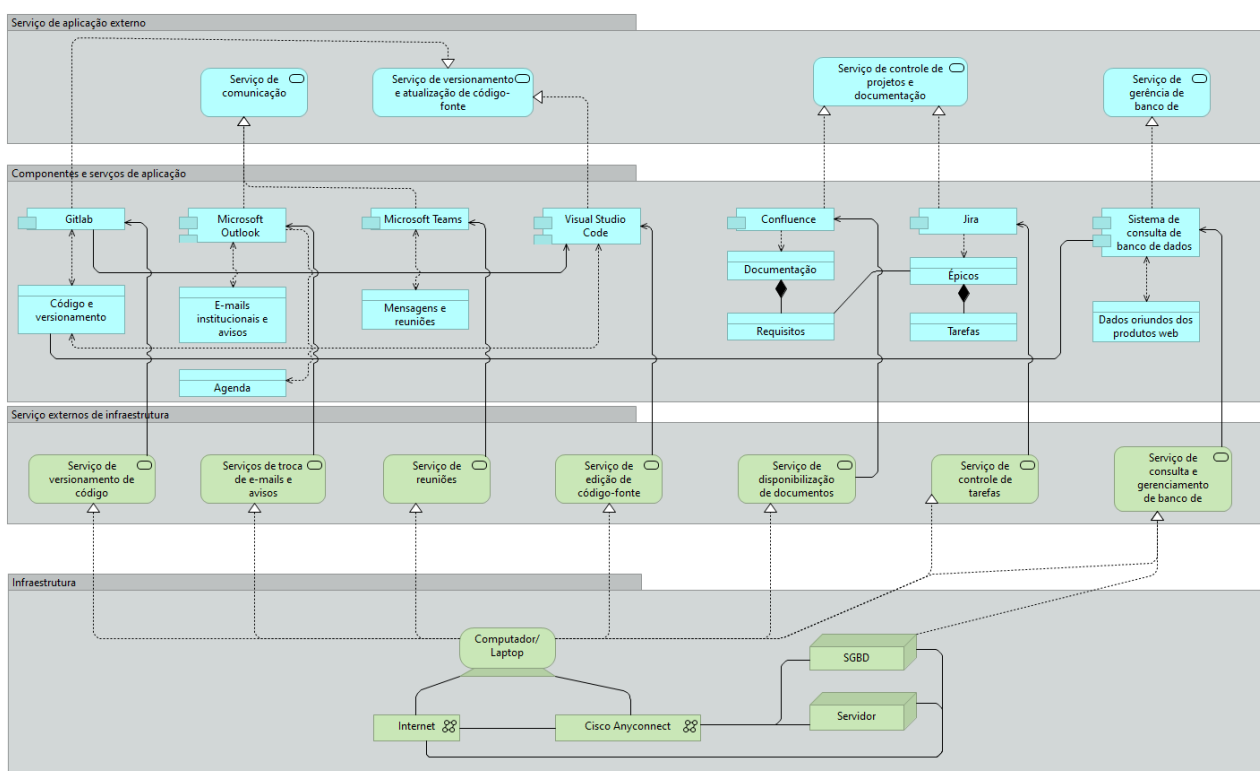 Serviço de aplicação externo
Serviço de
comunicação
Serviço de versionamento
e atualização de código-
fonte
Serviço de controle de
projetos e
documentação
Serviço de
gerência de
banco de
Componentes e servços de aplicação
Gitlab
Microsoft
Outlook
Microsoft Teams
Visual Studio
Code
Confluence
Jira
Sistema de
consulta de
banco de dados
Documentação
Épicos
Código e
versionamento
E-mails
institucionais e
avisos
Mensagens e
reuniões
Requisitos
Tarefas
Dados oriundos dos
produtos web
Agenda
Serviço externos de infraestrutura
Serviço de
versionamento de
código
Serviços de troca
de e-mails e
avisos
Serviço de
reuniões
Serviço de
edição de
código-fonte
Serviço de
disponibilização
de documentos
Serviço de
controle de
tarefas
Serviço de
consulta e
gerenciamento
de banco de
Infraestrutura
Computador/
Laptop
SGBD
Internet
Cisco Anyconnect
Servidor